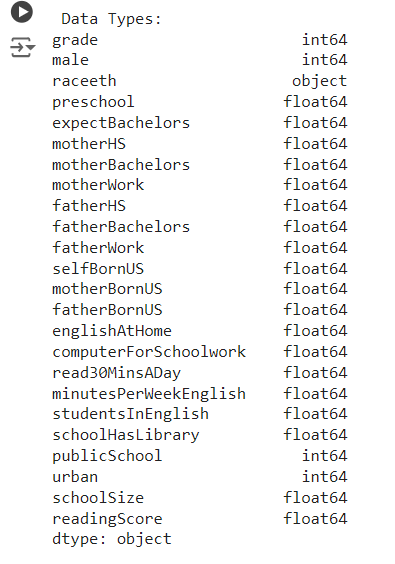 Data Types:
grade int64
male int64
raceeth object
preschool float64
expectBachelors float64
motherHS float64
motherBachelors float64
motherWork float64
fatherHS float64
fatherBachelors float64
fatherWork float64
selfBornUS float64
motherBornUS float64
fatherBornUS float64
englishAtHome float64
computerForSchoolwork float64
read30MinsADay float64
minutesPerWeekEnglish float64
studentsInEnglish float64
schoolHasLibrary float64
publicSchool int64
urban int64
schoolSize float64
readingScore float64
dtype: object